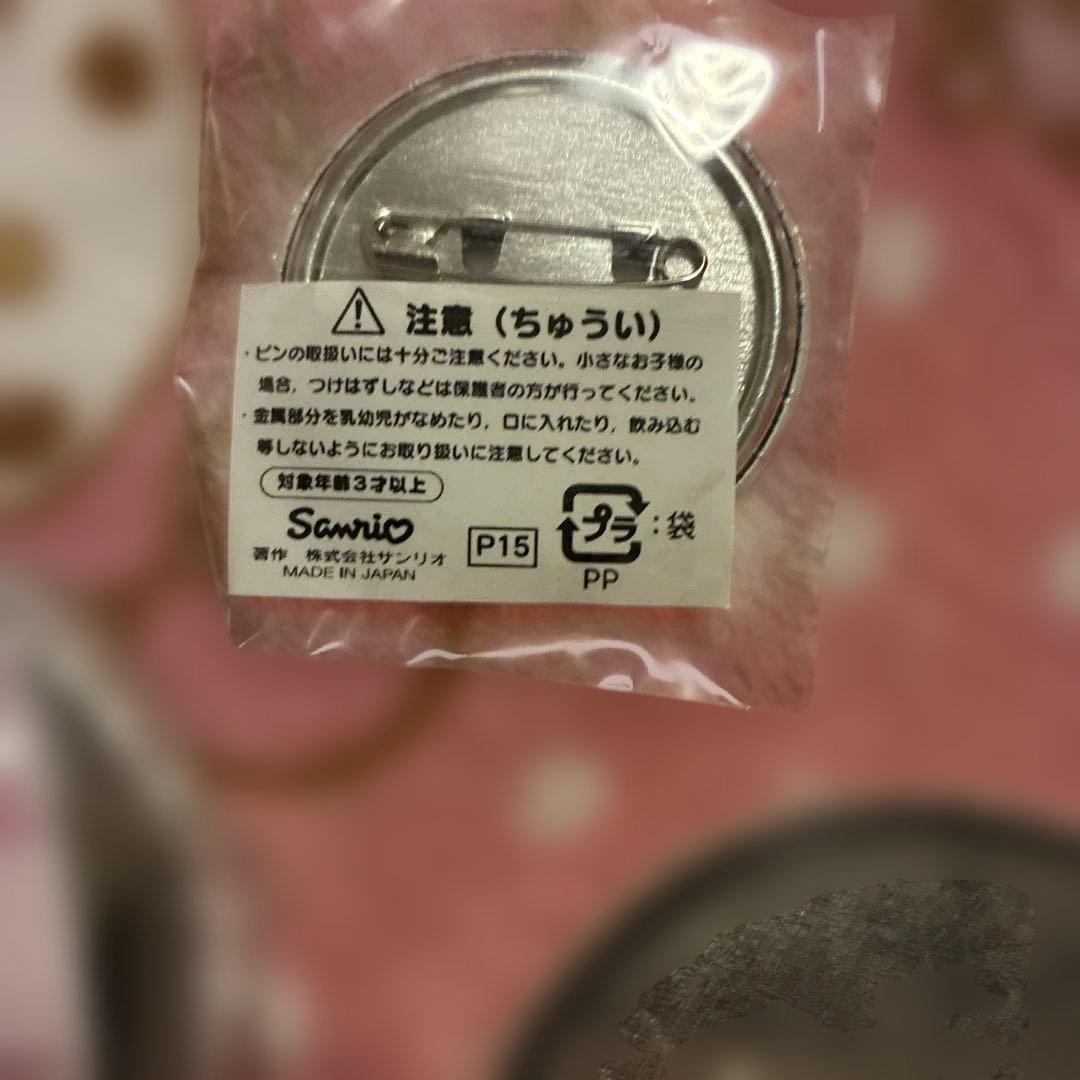 注意（ちゅうい）
・ピンの取扱いには十分ご注意ください。小さなお子様の
場合，つけはずしなどは保護者の方が行ってください。
・金属部分を乳幼児がなめたり，口に入れたり，飲み込む
等しないようにお取り扱いに注意してください。
対象年齢3才以上
Sanrio
著作 株式会社サンリオ
MADE IN JAPAN
P15
プラ：袋
PP